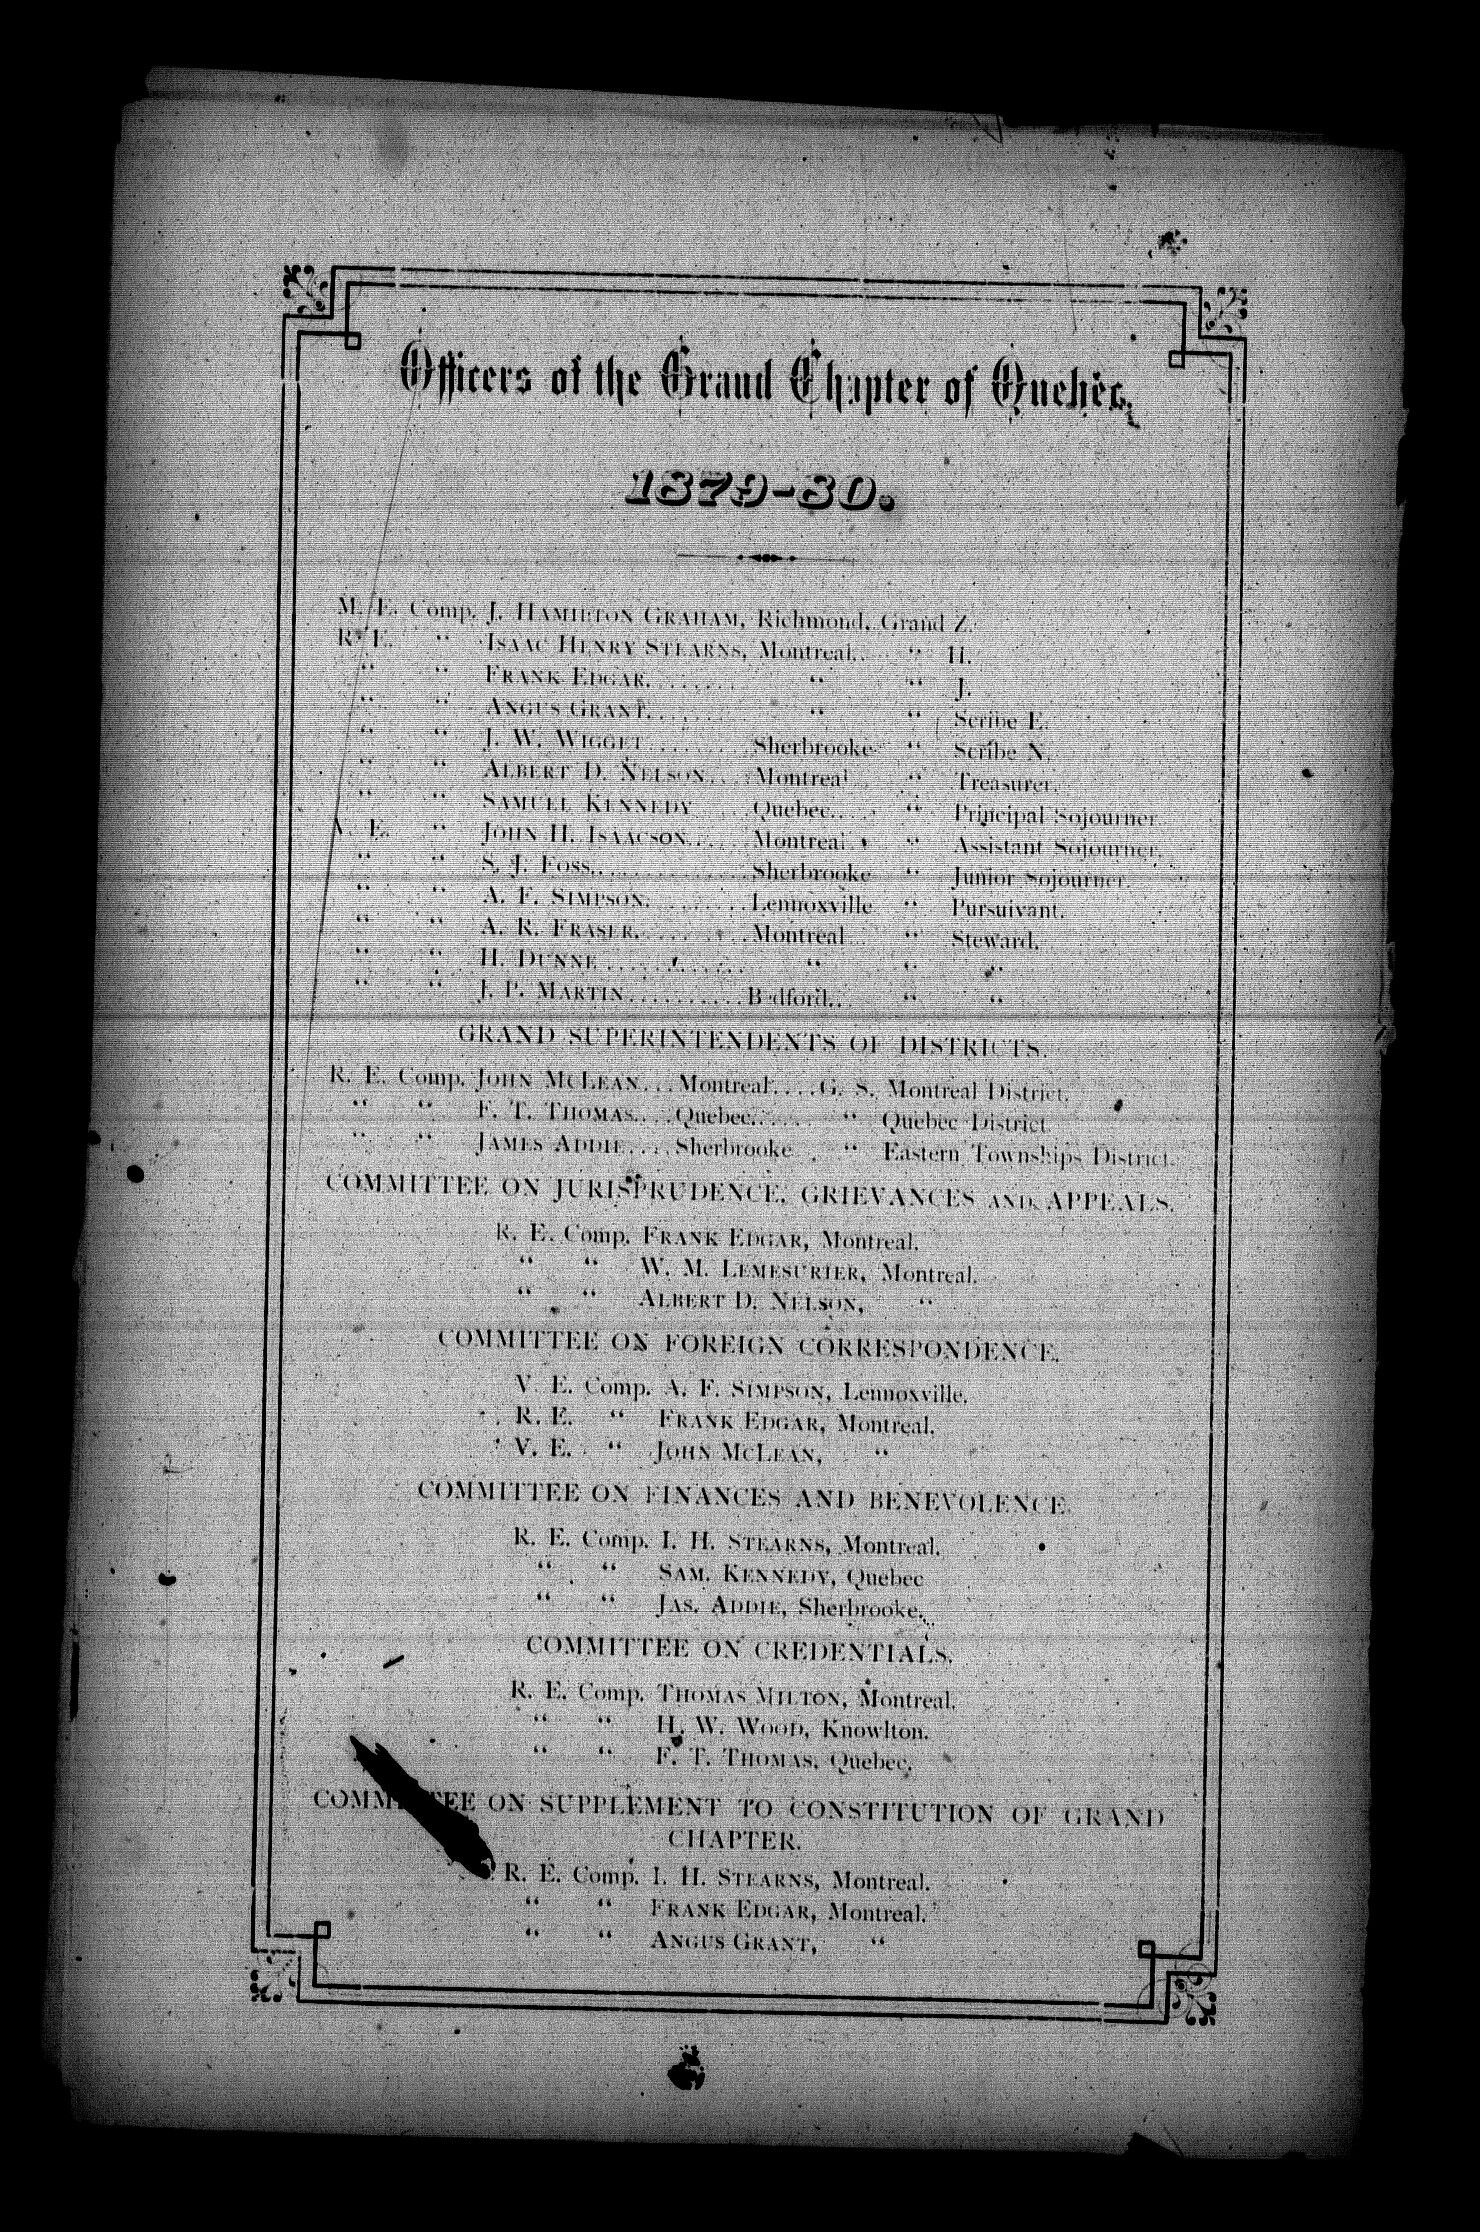 Officers of the Grand Chapter of Quebec.
1879-80.
M. E. Comp. J. HAMILTON GRAHAM, Richmond, Grand Z.
R. E. “ ISAAC HENRY STEARNS, Montreal.. “ H.
“ “ FRANK EDGAR........ “ “ J.
“ “ ANGUS GRANT........ “ “ Scribe E.
“ “ J. W. WIGGET.........Sherbrooke “ Scribe N.
“ “ ALBERT D. NELSON....Montreal “ Treasurer.
“ “ SAMUEL KENNEDY.....Quebec.... “ Principal Sojourner.
V. E. “ JOHN H. ISAACSON.....Montreal. “ Assistant Sojourner.
“ “ S. J. FOSS..............Sherbrooke “ Junior Sojourner.
“ “ A. F. SIMPSON.........Lennoxville “ Pursuivant.
“ “ A. R. FRASER..........Montreal... “ Steward.
“ “ H. DUNNE ............ “ “ “
“ “ J. P. MARTIN..........Bedford... “ “
GRAND SUPERINTENDENTS OF DISTRICTS.
R. E. Comp. JOHN MCLEAN...Montreal....G. S. Montreal District.
“ “ F. T. THOMAS....Quebec...... “ Quebec District.
“ “ JAMES ADDIE....Sherbrooke . “ Eastern Townships District.
COMMITTEE ON JURISPRUDENCE, GRIEVANCES AND APPEALS.
R. E. Comp. FRANK EDGAR, Montreal.
“ “ W. M. LEMESURIER, Montreal.
“ “ ALBERT D. NELSON, “
COMMITTEE ON FOREIGN CORRESPONDENCE.
V. E. Comp. A. F. SIMPSON, Lennoxville.
R. E. “ FRANK EDGAR, Montreal.
V. E. “ JOHN MCLEAN, “
COMMITTEE ON FINANCES AND BENEVOLENCE.
R. E. Comp. I. H. STEARNS, Montreal.
“ “ SAM. KENNEDY, Quebec
“ “ JAS. ADDIE, Sherbrooke.
COMMITTEE ON CREDENTIALS.
R. E. Comp. THOMAS MILTON, Montreal.
“ “ H. W. WOOD, Knowlton.
“ “ F. T. THOMAS, Quebec.
COMMITTEE ON SUPPLEMENT TO CONSTITUTION OF GRAND
CHAPTER.
R. E. Comp. I. H. STEARNS, Montreal.
“ “ FRANK EDGAR, Montreal.
“ “ ANGUS GRANT, “